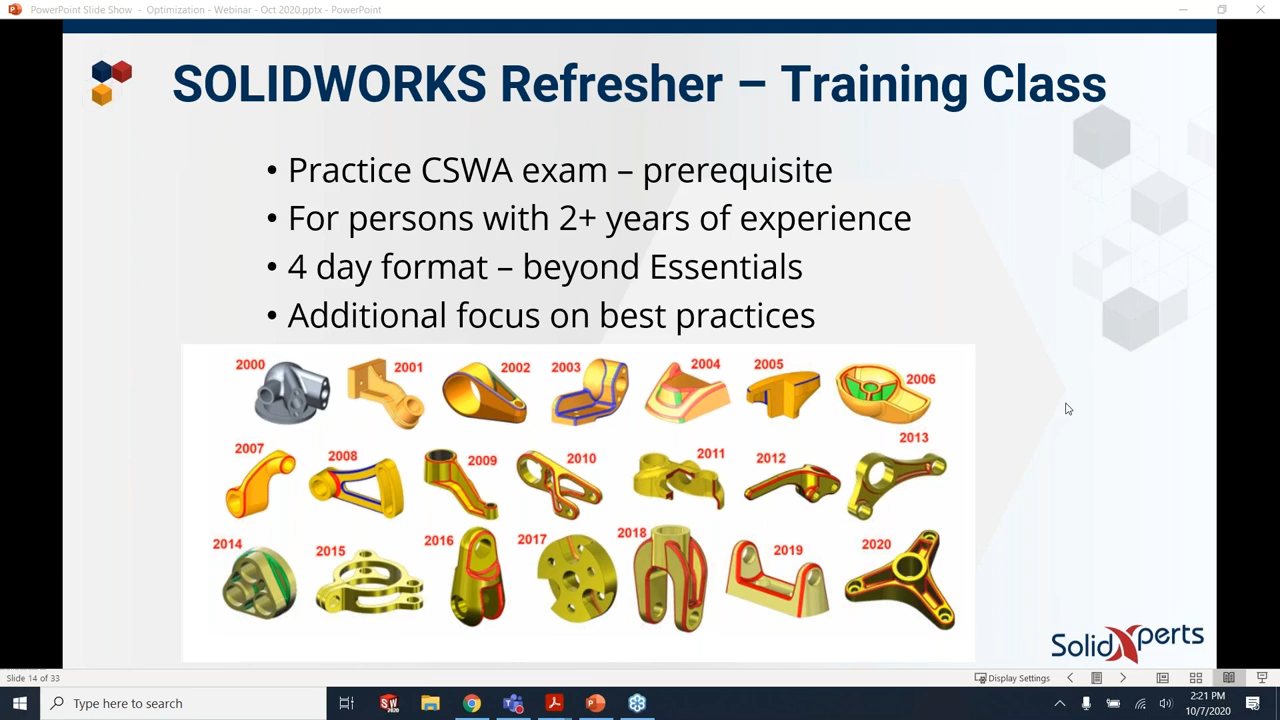 PowerPoint Slide Show - Optimization - Webinar - Oct 2020.pptx - PowerPoint
SOLIDWORKS Refresher – Training Class
• Practice CSWA exam – prerequisite
• For persons with 2+ years of experience
• 4 day format – beyond Essentials
• Additional focus on best practices
2000 2001 2002 2003 2004 2005 2006
2007 2008 2009 2010 2011 2012 2013
2014 2015 2016 2017 2018 2019 2020
SolidXperts
Slide 14 of 33
Display Settings
SW
2020
Type here to search
2:21 PM
10/7/2020